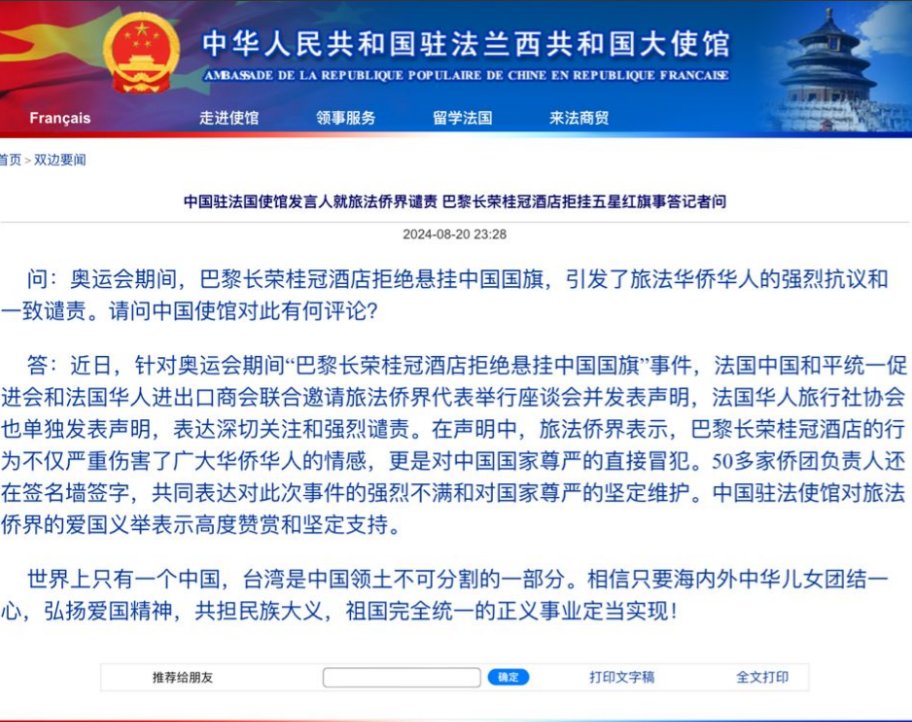 中华人民共和国驻法兰西共和国大使馆
AMBASSADE DE LA REPUBLIQUE POPULAIRE DE CHINE EN REPUBLIQUE FRANCAISE
Français 走进使馆 领事服务 留学法国 来法商贸
首页 > 双边要闻
中国驻法国使馆发言人就旅法侨界谴责 巴黎长荣桂冠酒店拒挂五星红旗事答记者问
2024-08-20 23:28
问：奥运会期间，巴黎长荣桂冠酒店拒绝悬挂中国国旗，引发了旅法华侨华人的强烈抗议和
一致谴责。请问中国使馆对此有何评论？
答：近日，针对奥运会期间“巴黎长荣桂冠酒店拒绝悬挂中国国旗”事件，法国中国和平统一促
进会和法国华人进出口商会联合邀请旅法侨界代表举行座谈会并发表声明，法国华人旅行社协会
也单独发表声明，表达深切关注和强烈谴责。在声明中，旅法侨界表示，巴黎长荣桂冠酒店的行
为不仅严重伤害了广大华侨华人的情感，更是对中国国家尊严的直接冒犯。50多家侨团负责人还
在签名墙签字，共同表达对此次事件的强烈不满和对国家尊严的坚定维护。中国驻法使馆对旅法
侨界的爱国义举表示高度赞赏和坚定支持。
世界上只有一个中国，台湾是中国领土不可分割的一部分。相信只要海内外中华儿女团结一
心，弘扬爱国精神，共担民族大义，祖国完全统一的正义事业定当实现！
推荐给朋友 确定 打印文字稿 全文打印